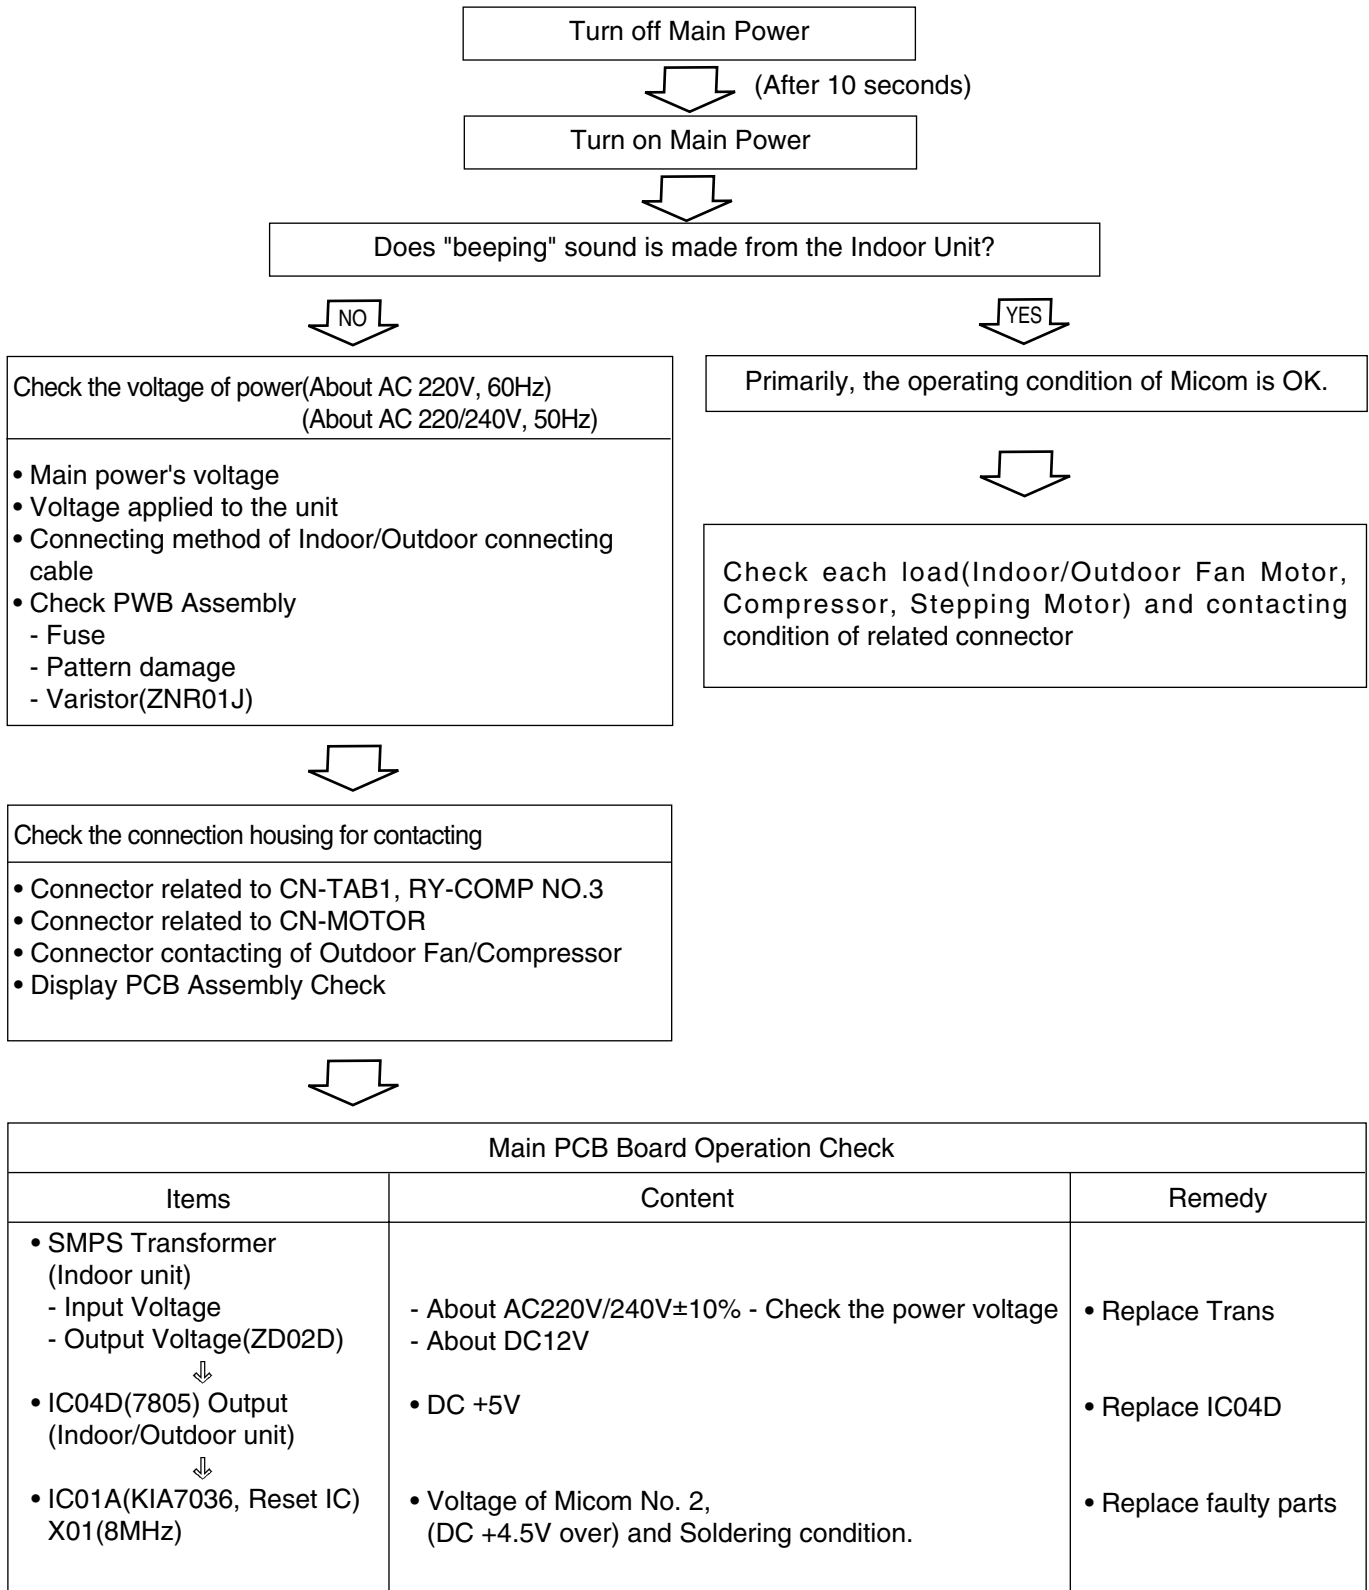 Turn off Main Power
(After 10 seconds)
Turn on Main Power
Does "beeping" sound is made from the Indoor Unit?
NO
YES
Check the voltage of power(About AC 220V, 60Hz)
(About AC 220/240V, 50Hz)
• Main power's voltage
• Voltage applied to the unit
• Connecting method of Indoor/Outdoor connecting
cable
• Check PWB Assembly
- Fuse
- Pattern damage
- Varistor(ZNR01J)
Primarily, the operating condition of Micom is OK.
Check each load(Indoor/Outdoor Fan Motor,
Compressor, Stepping Motor) and contacting
condition of related connector
Check the connection housing for contacting
• Connector related to CN-TAB1, RY-COMP NO.3
• Connector related to CN-MOTOR
• Connector contacting of Outdoor Fan/Compressor
• Display PCB Assembly Check
Main PCB Board Operation Check
Items
Content
Remedy
• SMPS Transformer
(Indoor unit)
- Input Voltage
- Output Voltage(ZD02D)
- About AC220V/240V±10% - Check the power voltage
- About DC12V
• Replace Trans
• IC04D(7805) Output
(Indoor/Outdoor unit)
• DC +5V
• Replace IC04D
• IC01A(KIA7036, Reset IC)
X01(8MHz)
• Voltage of Micom No. 2,
(DC +4.5V over) and Soldering condition.
• Replace faulty parts